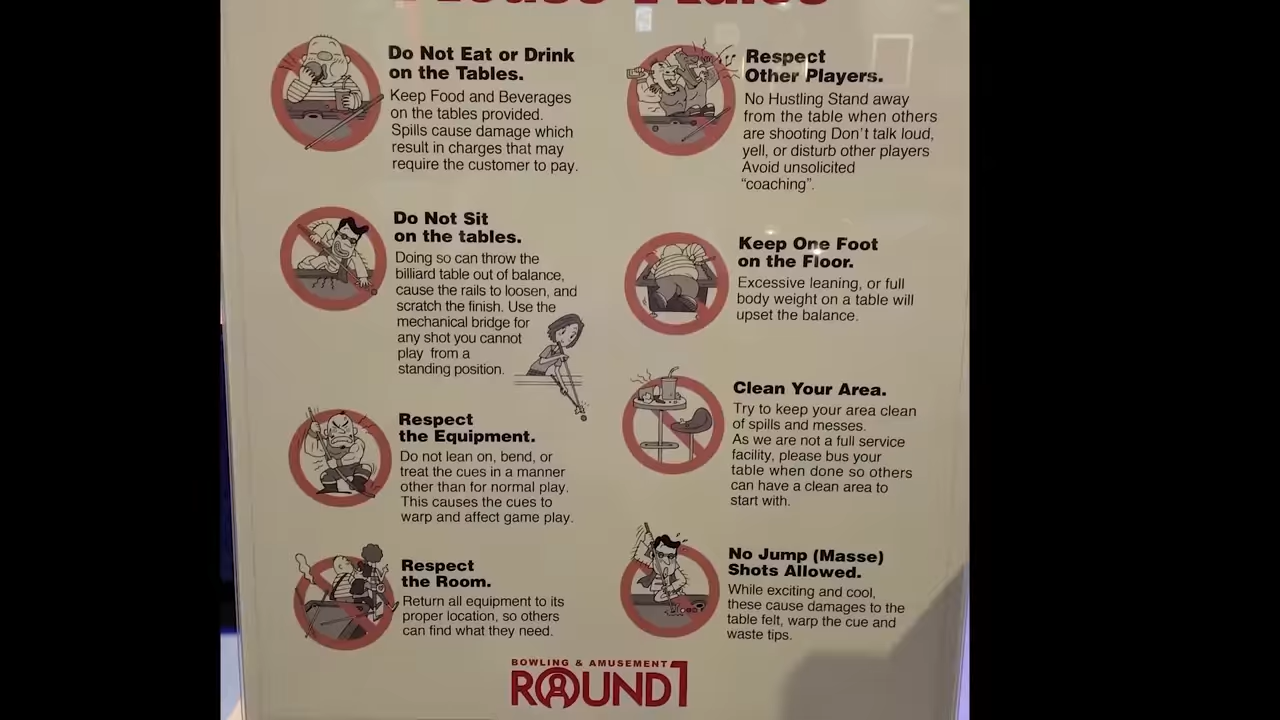 House Rules
Do Not Eat or Drink
on the Tables.
Keep Food and Beverages
on the tables provided.
Spills cause damage which
result in charges that may
require the customer to pay.
Do Not Sit
on the tables.
Doing so can throw the
billiard table out of balance,
cause the rails to loosen, and
scratch the finish. Use the
mechanical bridge for
any shot you cannot
play from a
standing position.
Respect
the Equipment.
Do not lean on, bend, or
treat the cues in a manner
other than for normal play.
This causes the cues to
warp and affect game play.
Respect
the Room.
Return all equipment to its
proper location, so others
can find what they need.
Respect
Other Players.
No Hustling Stand away
from the table when others
are shooting Don't talk loud,
yell, or disturb other players
Avoid unsolicited
“coaching”.
Keep One Foot
on the Floor.
Excessive leaning, or full
body weight on a table will
upset the balance.
Clean Your Area.
Try to keep your area clean
of spills and messes.
As we are not a full service
facility, please bus your
table when done so others
can have a clean area to
start with.
No Jump (Masse)
Shots Allowed.
While exciting and cool,
these cause damages to the
table felt, warp the cue and
waste tips.
BOWLING & AMUSEMENT
ROUND1